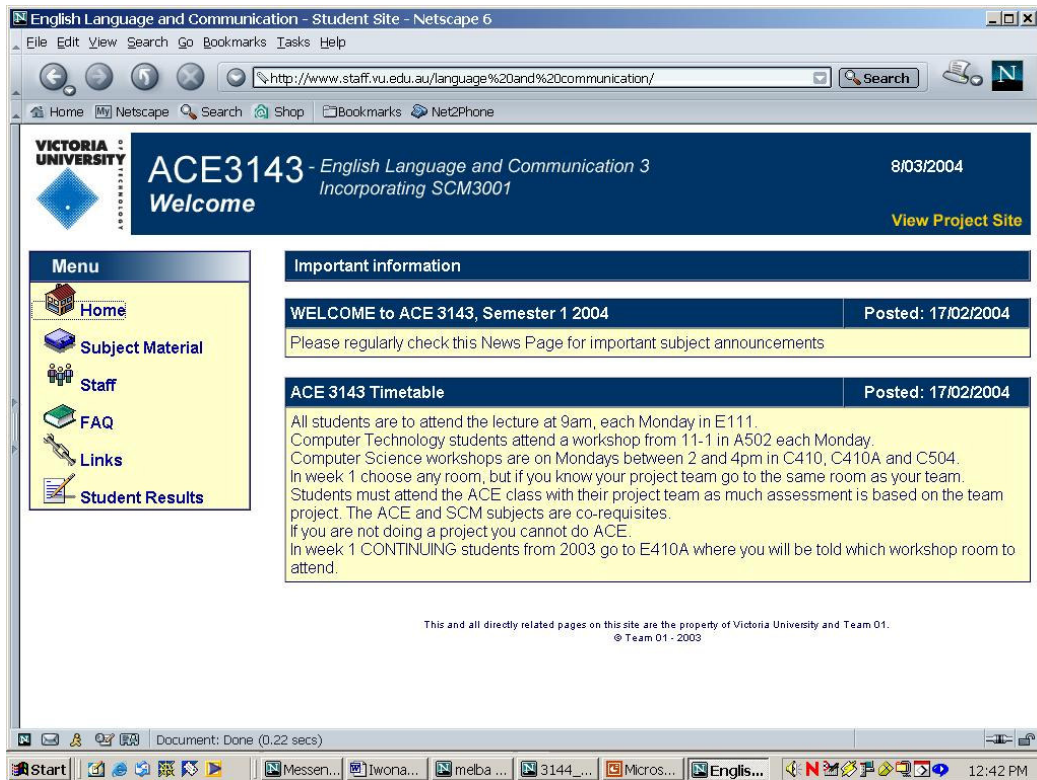 English Language and Communication - Student Site - Netscape 6
File Edit View Search Go Bookmarks Tasks Help
http://www.staff.vu.edu.au/language%20and%20communication/
Search
N
Home My Netscape Search Shop Bookmarks Net2Phone
VICTORIA UNIVERSITY OF TECHNOLOGY
ACE3143 - English Language and Communication 3
Incorporating SCM3001
8/03/2004
Welcome
View Project Site
Menu
Home
Subject Material
Staff
FAQ
Links
Student Results
Important information
WELCOME to ACE 3143, Semester 1 2004 Posted: 17/02/2004
Please regularly check this News Page for important subject announcements
ACE 3143 Timetable Posted: 17/02/2004
All students are to attend the lecture at 9am, each Monday in E111.
Computer Technology students attend a workshop from 11-1 in A502 each Monday.
Computer Science workshops are on Mondays between 2 and 4pm in C410, C410A and C504.
In week 1 choose any room, but if you know your project team go to the same room as your team.
Students must attend the ACE class with their project team as much assessment is based on the team
project. The ACE and SCM subjects are co-requisites.
If you are not doing a project you cannot do ACE.
In week 1 CONTINUING students from 2003 go to E410A where you will be told which workshop room to
attend.
This and all directly related pages on this site are the property of Victoria University and Team 01.
© Team 01 - 2003
Document: Done (0.22 secs)
Start Messen... Iwona... melba ... 3144_... Micros... Englis... 12:42 PM